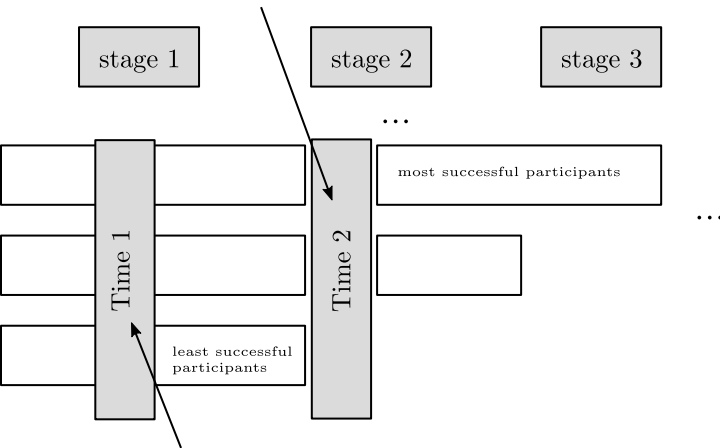 stage 1
stage 2
stage 3
...
most successful participants
...
Time 1
Time 2
least successful
participants